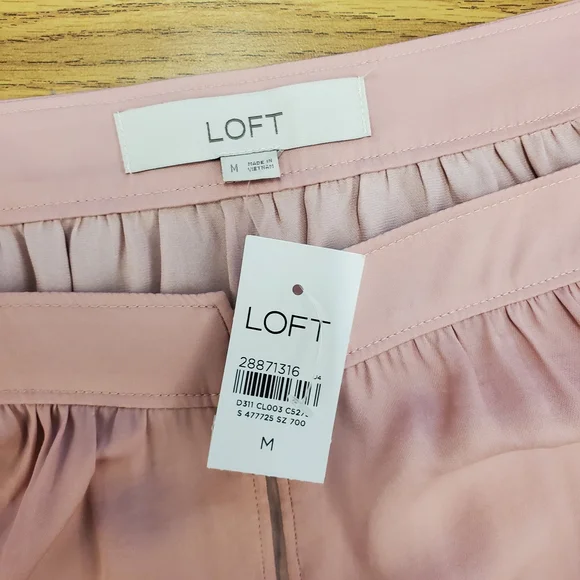 LOFT
M
MADE IN
VIETNAM
LOFT
28871316
D311 CL003
S 477725 SZ 700
M